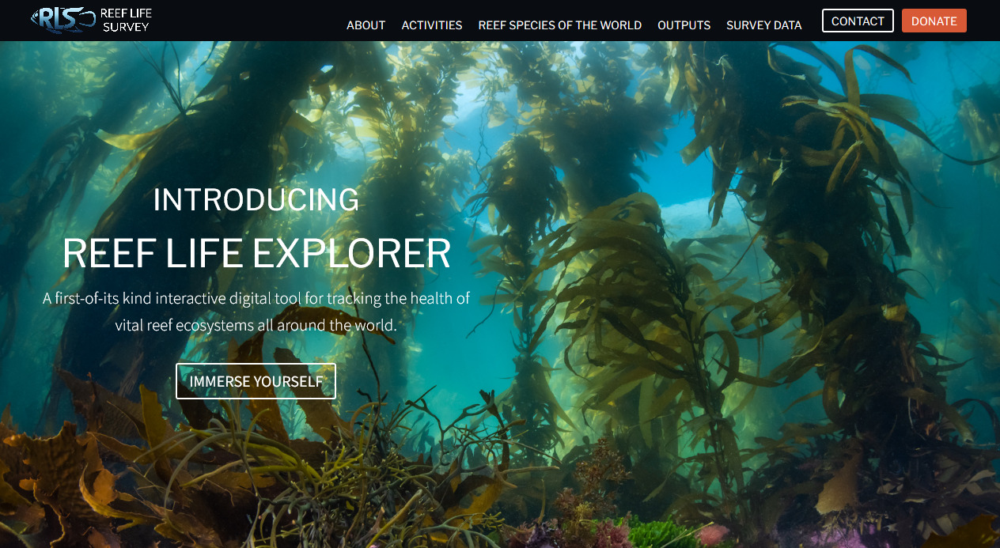 RLS REEF LIFE
SURVEY
ABOUT ACTIVITIES REEF SPECIES OF THE WORLD OUTPUTS SURVEY DATA CONTACT DONATE
INTRODUCING
REEF LIFE EXPLORER
A first-of-its kind interactive digital tool for tracking the health of
vital reef ecosystems all around the world.
IMMERSE YOURSELF